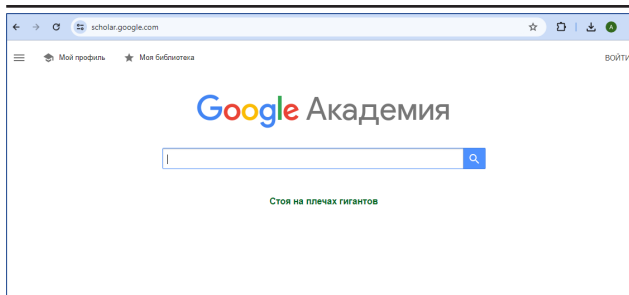 scholar.google.com
A
Мой профиль
Моя библиотека
ВОЙТИ
Google Академия
Стоя на плечах гигантов